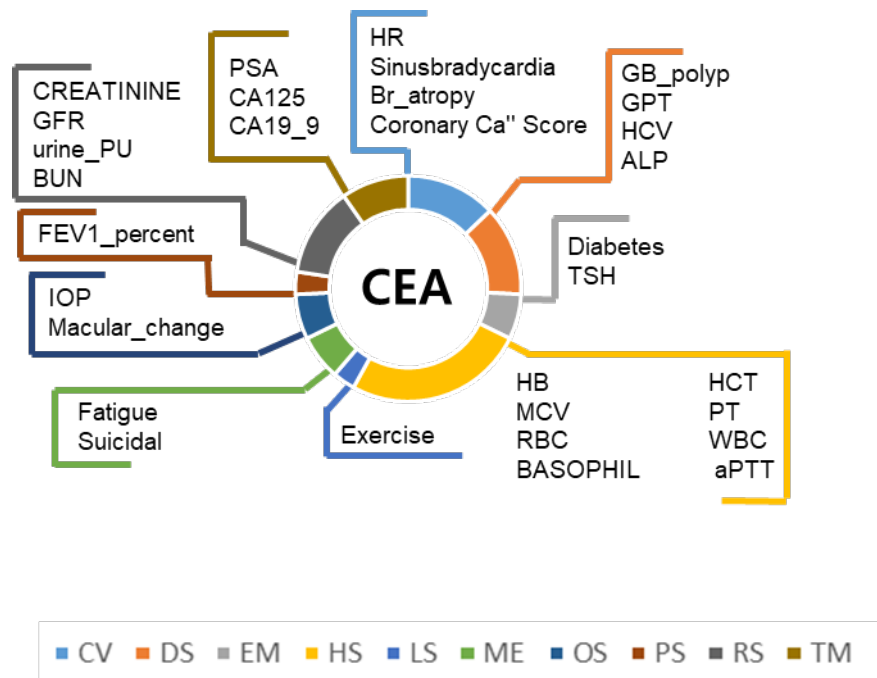 HR
Sinusbradycardia
Br_atropy
Coronary Ca" Score
PSA
CA125
CA19_9
GB_polyp
GPT
HCV
ALP
CREATININE
GFR
urine_PU
BUN
FEV1_percent
Diabetes
TSH
CEA
IOP
Macular_change
HB
MCV
RBC
BASOPHIL
HCT
PT
WBC
aPTT
Fatigue
Suicidal
Exercise
CV DS EM HS LS ME OS PS RS TM